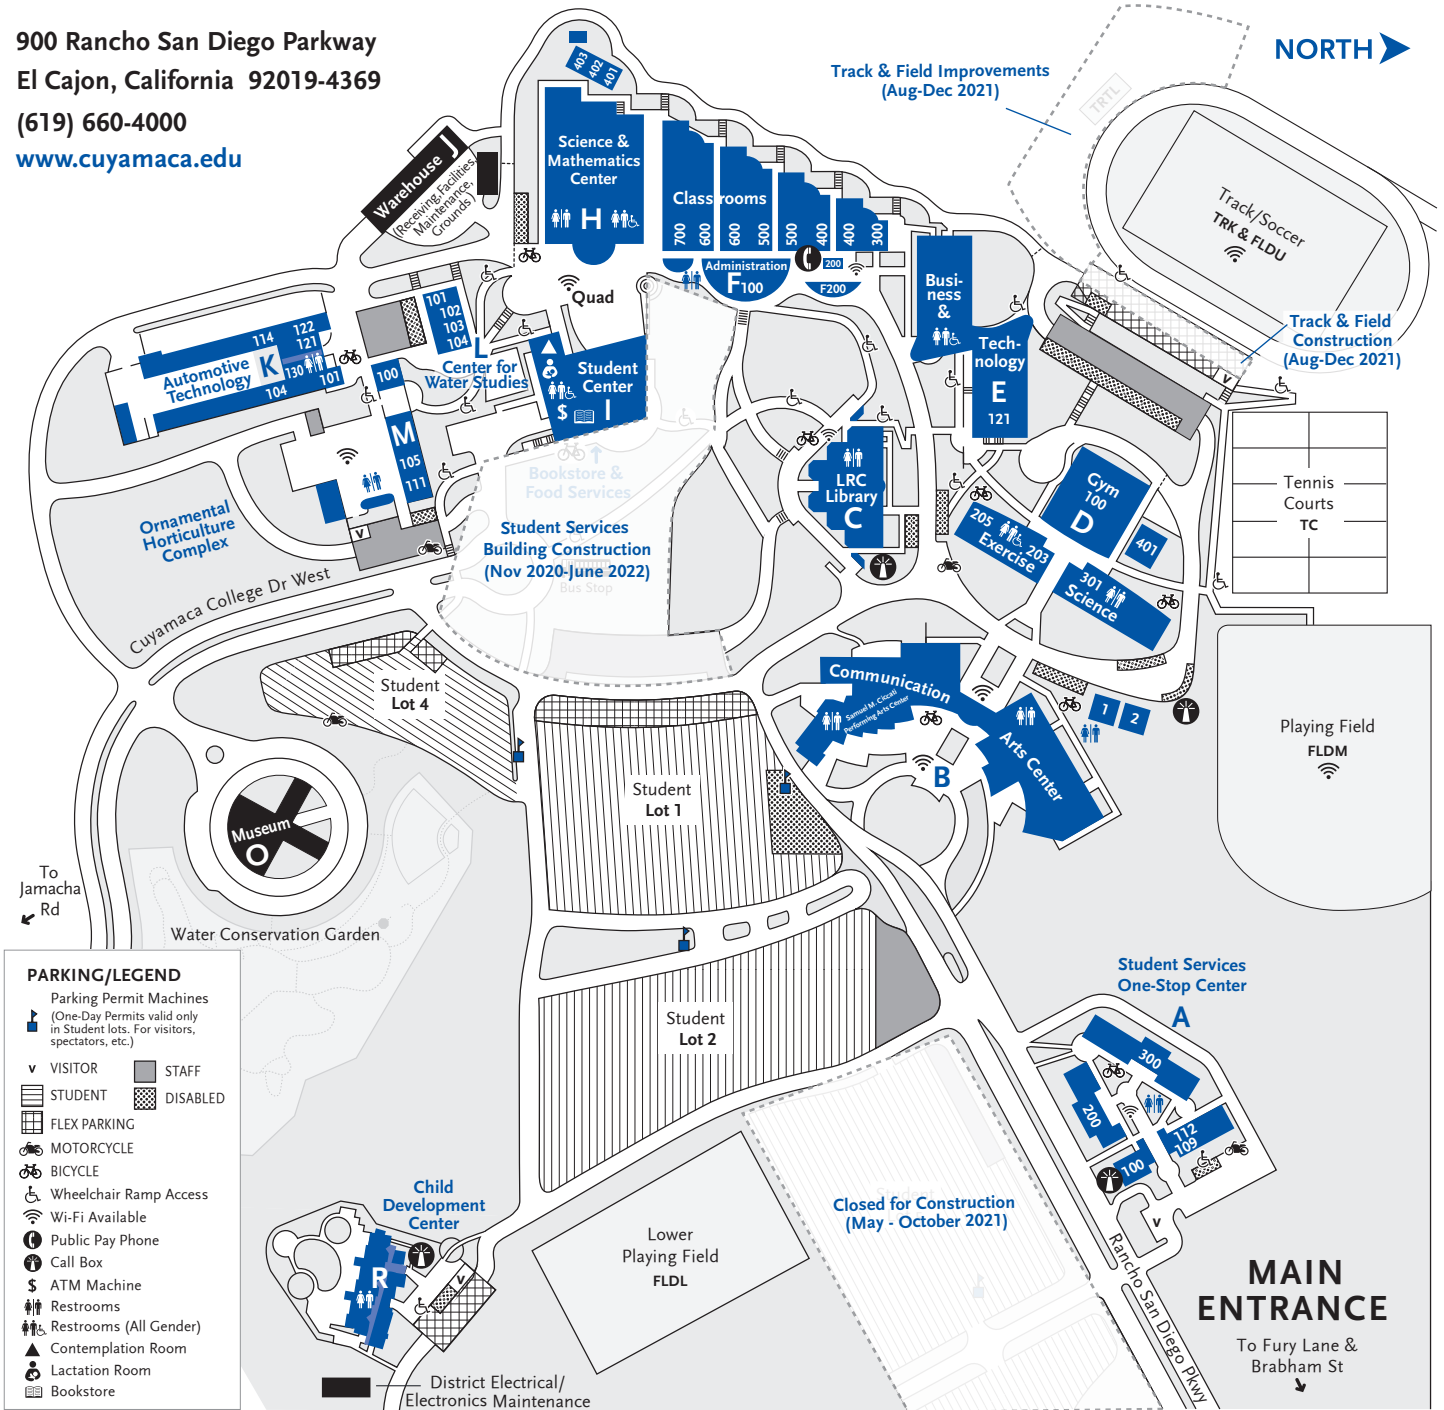 900 Rancho San Diego Parkway
El Cajon, California 92019-4369
(619) 660-4000
www.cuyamaca.edu
NORTH
Track & Field Improvements
(Aug-Dec 2021)
TRTL
403
402
401
Science &
Mathematics
Center
H
Warehouse J
(Receiving, Facilities,
Maintenance,
Grounds)
Classrooms
700
600
600
500
500
400
400
300
Administration
F100
200
F200
Quad
Track/Soccer
TRK & FLDU
Track & Field
Construction
(Aug-Dec 2021)
V
Busi-
ness
&
Tech-
nology
E
121
101
102
103
104
L
Center for
Water Studies
114
122
121
Automotive
Technology
K
130
101
104
100
Student
Center
I
$
M
105
111
V
Ornamental
Horticulture
Complex
Bookstore &
Food Services
Student Services
Building Construction
(Nov 2020-June 2022)
Bus Stop
LRC
Library
C
Gym
100
D
401
205
203
Exercise
301
Science
Tennis
Courts
TC
Cuyamaca College Dr West
Student
Lot 4
Communication
Samuel M. Ciccati
Performing Arts Center
Arts Center
B
1
2
Playing Field
FLDM
Student
Lot 1
Museum
O
To
Jamacha
Rd
Water Conservation Garden
Student
Lot 2
Student Services
One-Stop Center
A
300
200
112
109
100
V
PARKING/LEGEND
Parking Permit Machines
(One-Day Permits valid only
in Student lots. For visitors,
spectators, etc.)
V VISITOR
STAFF
STUDENT
DISABLED
FLEX PARKING
MOTORCYCLE
BICYCLE
Wheelchair Ramp Access
Wi-Fi Available
Public Pay Phone
Call Box
$ ATM Machine
Restrooms
Restrooms (All Gender)
Contemplation Room
Lactation Room
Bookstore
Child
Development
Center
R
V
Lower
Playing Field
FLDL
Closed for Construction
(May - October 2021)
Rancho San Diego Pkwy
MAIN
ENTRANCE
To Fury Lane &
Brabham St
District Electrical/
Electronics Maintenance